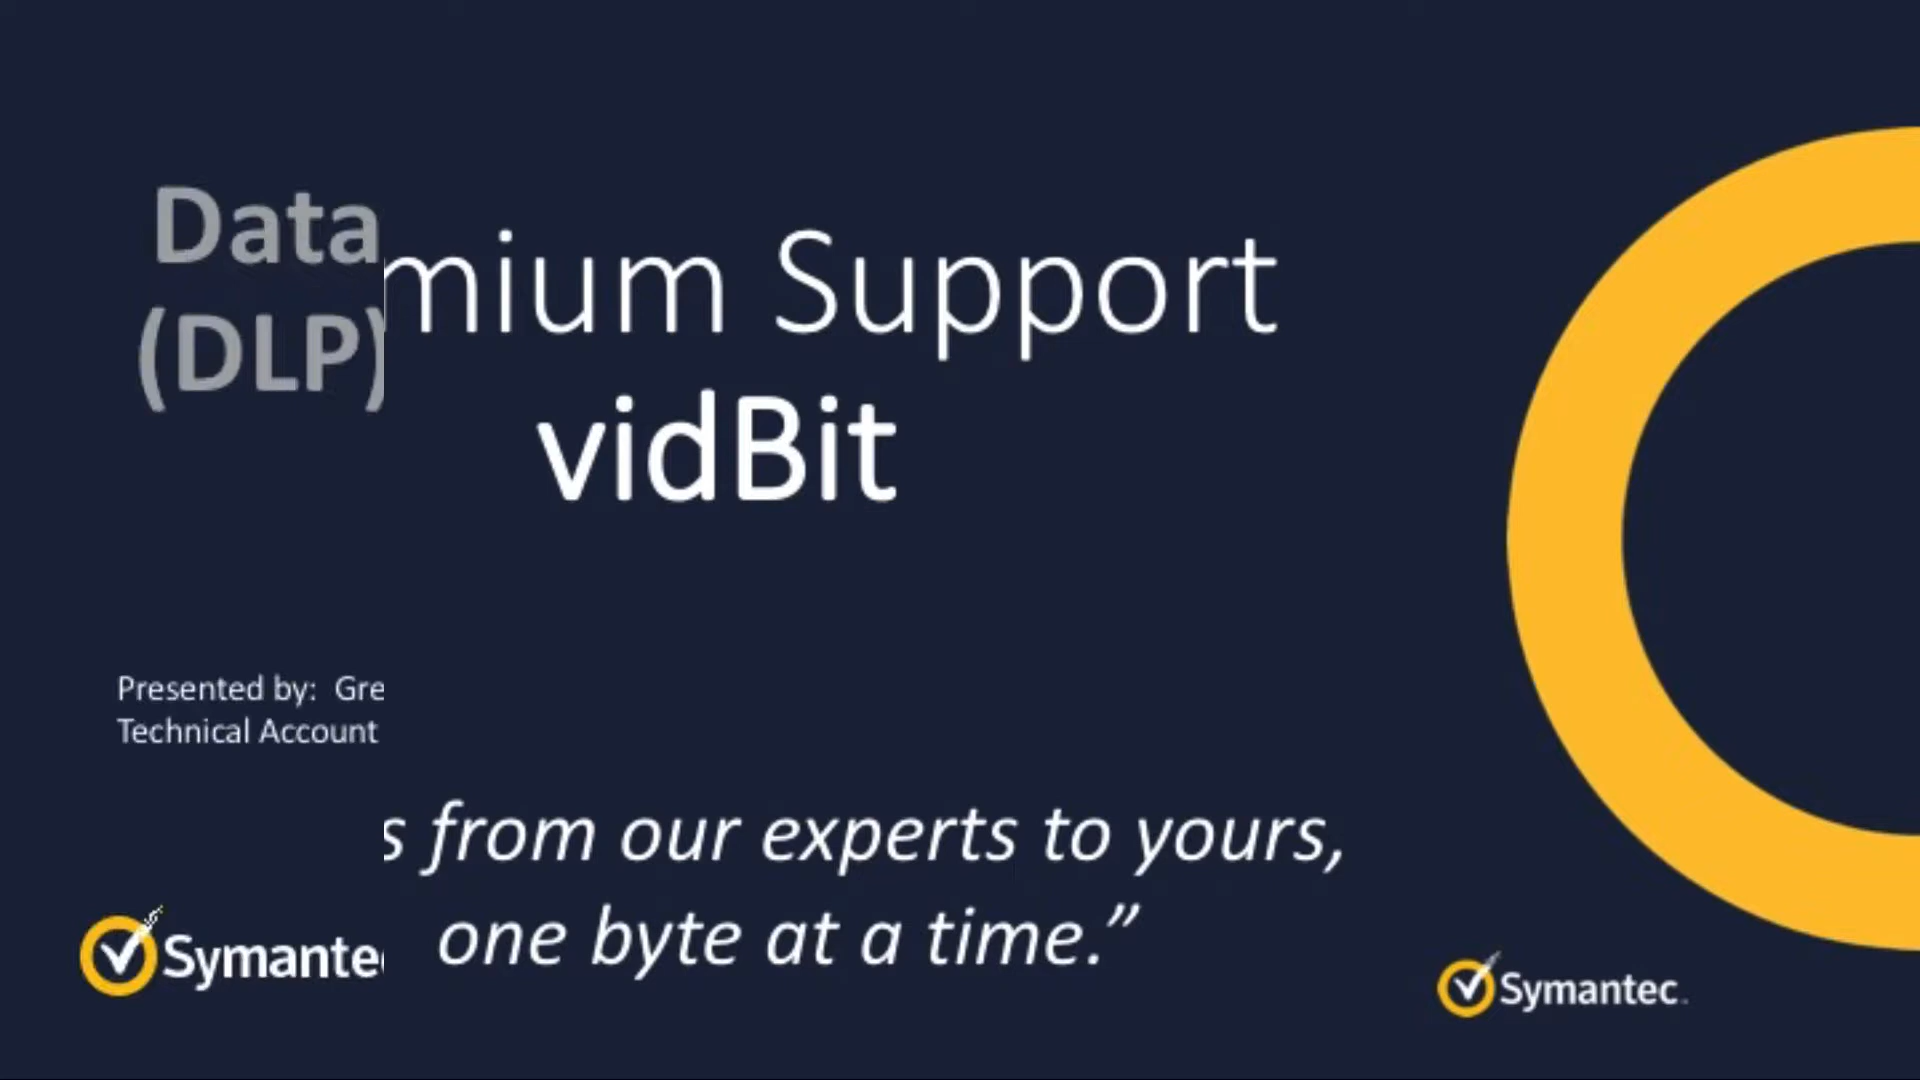 Data
(DLP)
mium Support
vidBit
Presented by: Gre
Technical Account
s from our experts to yours,
one byte at a time.”
Symantec
Symantec.